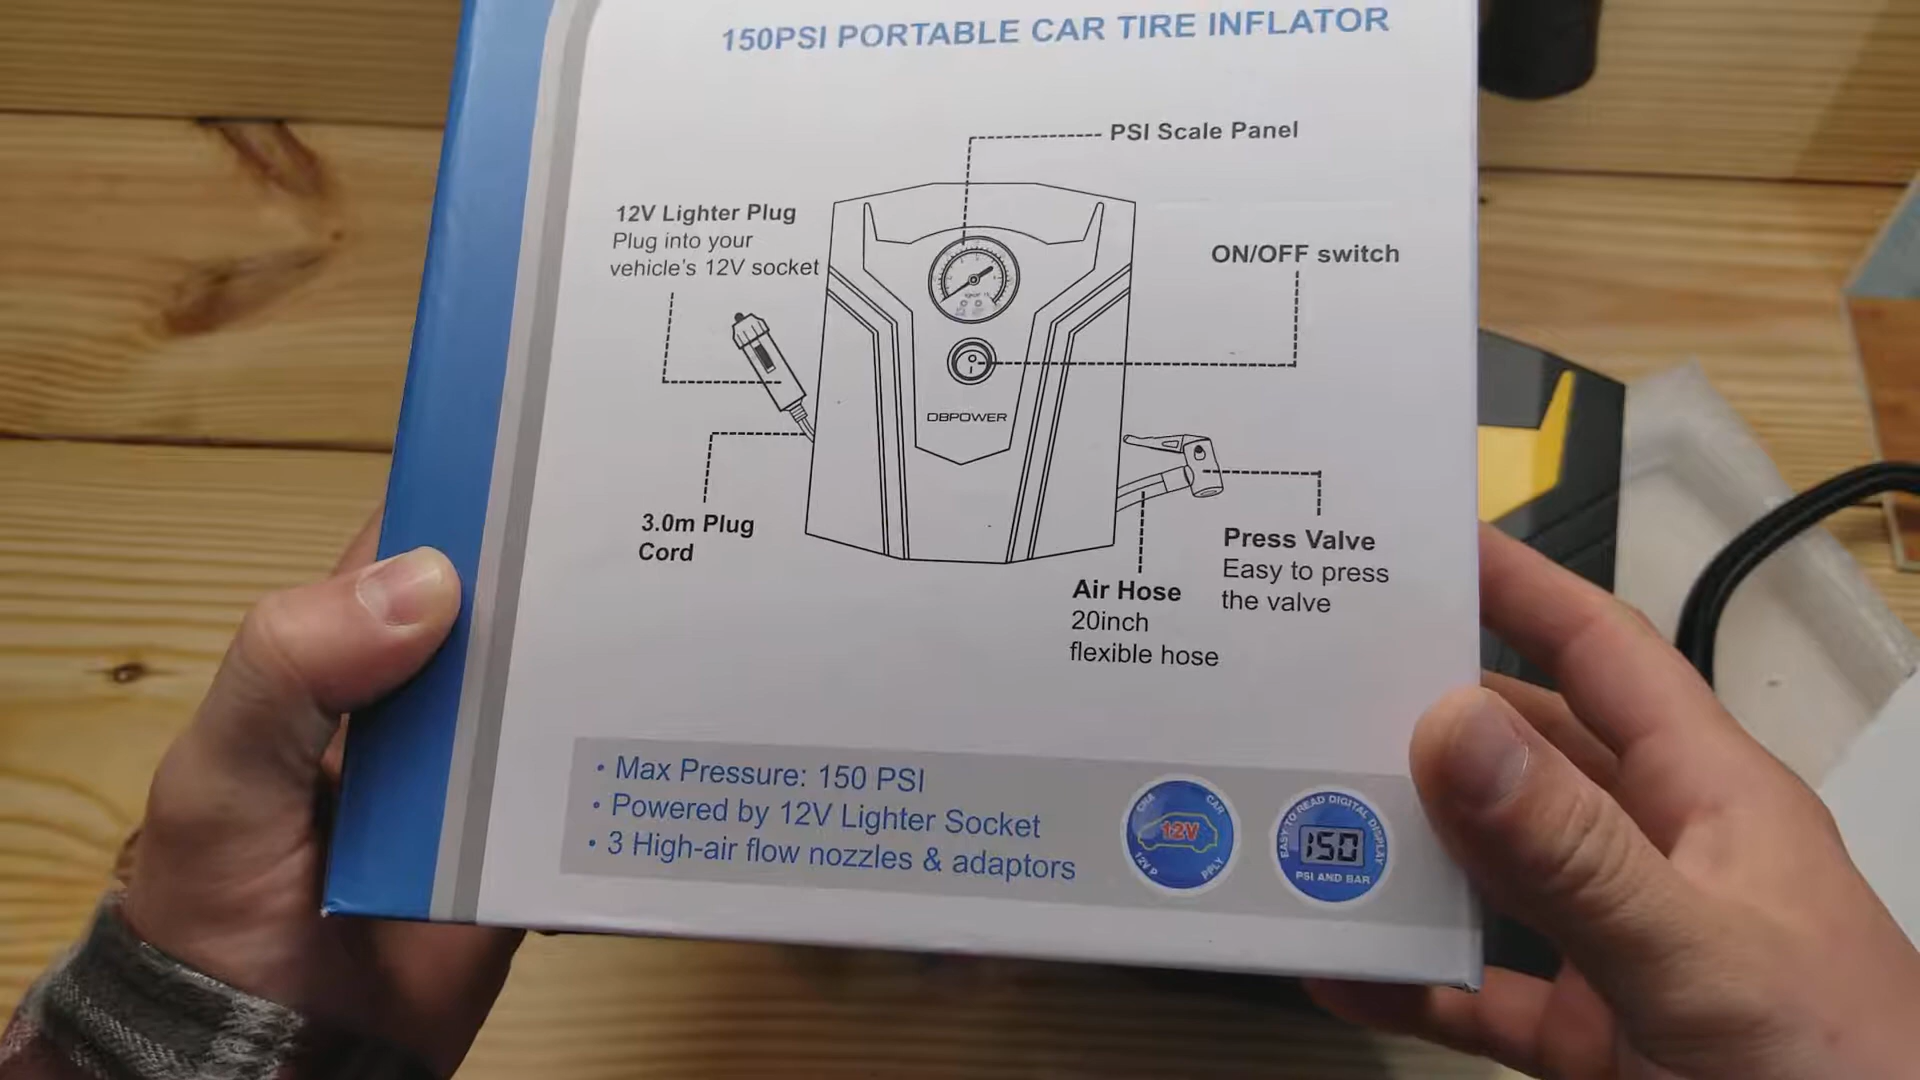 150PSI PORTABLE CAR TIRE INFLATOR
PSI Scale Panel
12V Lighter Plug
Plug into your
vehicle's 12V socket
ON/OFF switch
DBPOWER
3.0m Plug
Cord
Press Valve
Easy to press
the valve
Air Hose
20inch
flexible hose
• Max Pressure: 150 PSI
• Powered by 12V Lighter Socket
• 3 High-air flow nozzles & adaptors
CAR
12V
12V P
PPLY
EASY TO READ DIGITAL DISPLAY
150
PSI AND BAR